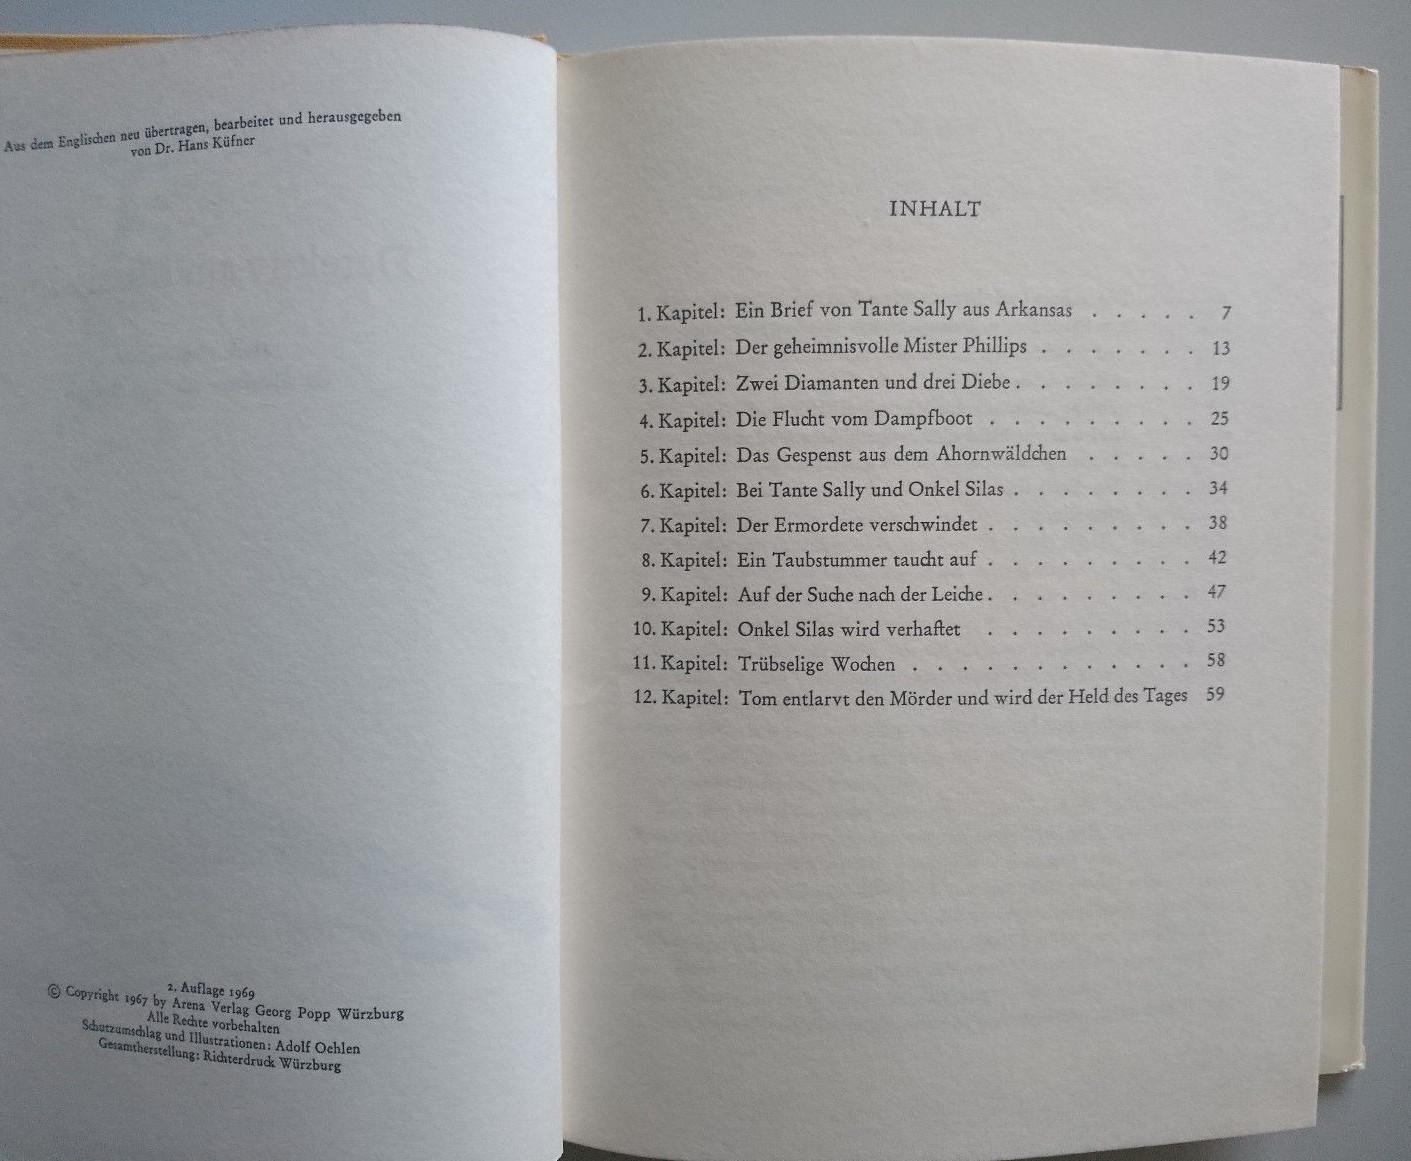 Aus dem Englischen neu übertragen, bearbeitet und herausgegeben
von Dr. Hans Küfner
2. Auflage 1969
© Copyright 1967 by Arena Verlag Georg Popp Würzburg
Alle Rechte vorbehalten
Schutzumschlag und Illustrationen: Adolf Oehlen
Gesamtherstellung: Richterdruck Würzburg
INHALT
1. Kapitel: Ein Brief von Tante Sally aus Arkansas . . . . . 7
2. Kapitel: Der geheimnisvolle Mister Phillips . . . . . . . 13
3. Kapitel: Zwei Diamanten und drei Diebe . . . . . . . . 19
4. Kapitel: Die Flucht vom Dampfboot . . . . . . . . . 25
5. Kapitel: Das Gespenst aus dem Ahornwäldchen . . . . . 30
6. Kapitel: Bei Tante Sally und Onkel Silas . . . . . . . . 34
7. Kapitel: Der Ermordete verschwindet . . . . . . . . . 38
8. Kapitel: Ein Taubstummer taucht auf . . . . . . . . . 42
9. Kapitel: Auf der Suche nach der Leiche . . . . . . . . . 47
10. Kapitel: Onkel Silas wird verhaftet . . . . . . . . . 53
11. Kapitel: Trübselige Wochen . . . . . . . . . . . . 58
12. Kapitel: Tom entlarvt den Mörder und wird der Held des Tages 59